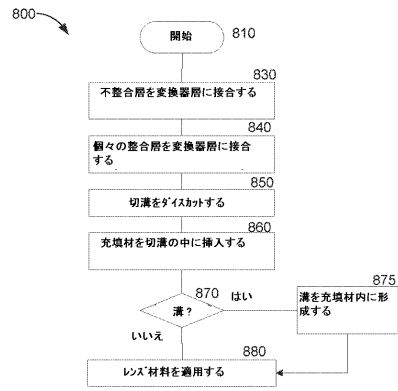 800
開始
810
830
不整合層を変換器層に接合する
840
個々の整合層を変換器層に接合
する
850
切溝をダイスカットする
860
充填材を切溝の中に挿入する
870
溝?
はい
875
溝を充填材内に形
成する
いいえ
880
レンズ材料を適用する